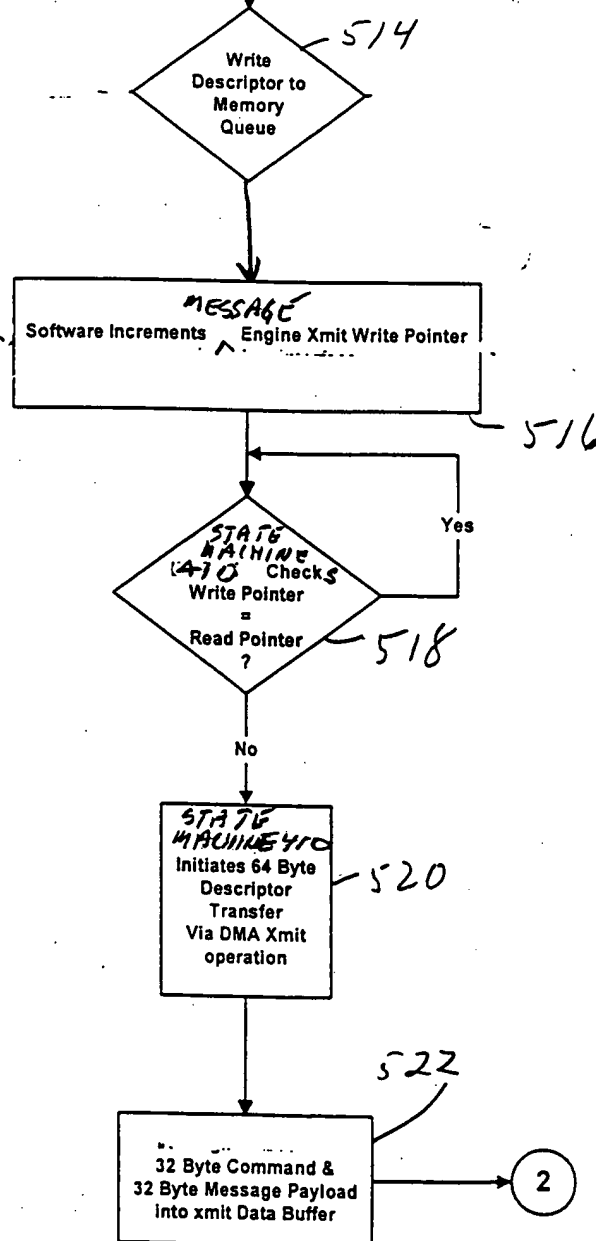 514
Write
Descriptor to
Memory
Queue
MESSAGE
Software Increments ^ Engine Xmit Write Pointer
516
Yes
STATE
MACHINE
410 Checks
Write Pointer
=
Read Pointer
?
518
No
STATE
MACHINE 410
Initiates 64 Byte
Descriptor
Transfer
Via DMA Xmit
operation
520
522
32 Byte Command &
32 Byte Message Payload
into xmit Data Buffer
2